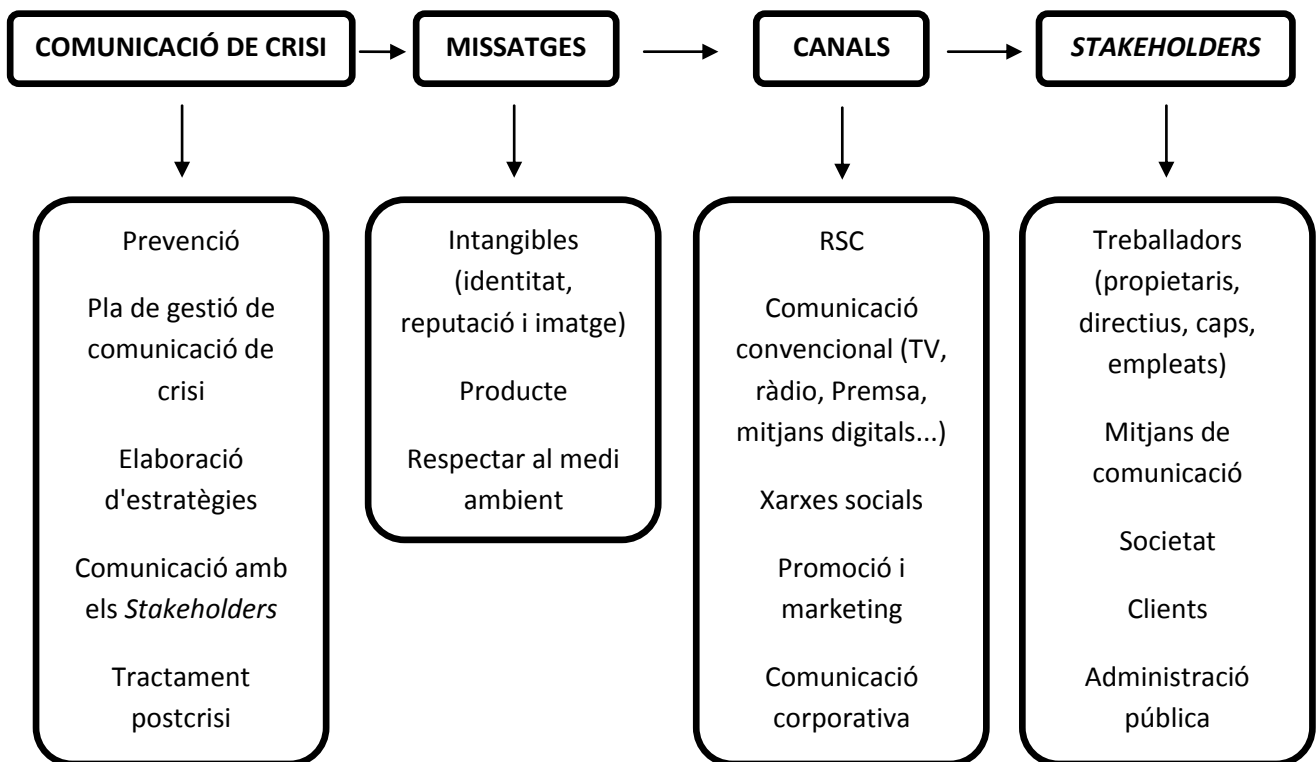 COMUNICACIÓ DE CRISI
MISSATGES
CANALS
STAKEHOLDERS
Prevenció
Pla de gestió de
comunicació de
crisi
Elaboració
d'estratègies
Comunicació amb
els Stakeholders
Tractament
postcrisi
Intangibles
(identitat,
reputació i imatge)
Producte
Respectar al medi
ambient
RSC
Comunicació
convencional (TV,
ràdio, Premsa,
mitjans digitals...)
Xarxes socials
Promoció i
marketing
Comunicació
corporativa
Treballadors
(propietaris,
directius, caps,
empleats)
Mitjans de
comunicació
Societat
Clients
Administració
pública